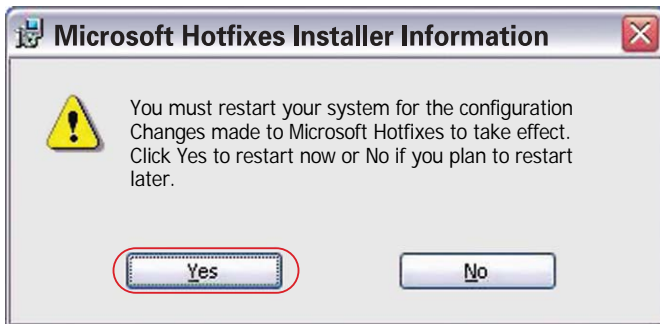 Microsoft Hotfixes Installer Information
You must restart your system for the configuration
Changes made to Microsoft Hotfixes to take effect.
Click Yes to restart now or No if you plan to restart
later.
Yes
No